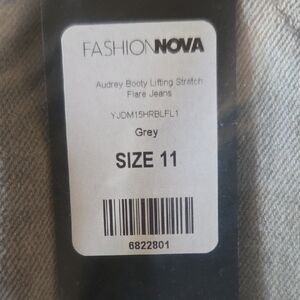 FASHIONNOVA
Audrey Booty Lifting Stretch
Flare Jeans
YJDM15HRBLFL1
Grey
SIZE 11
6822801